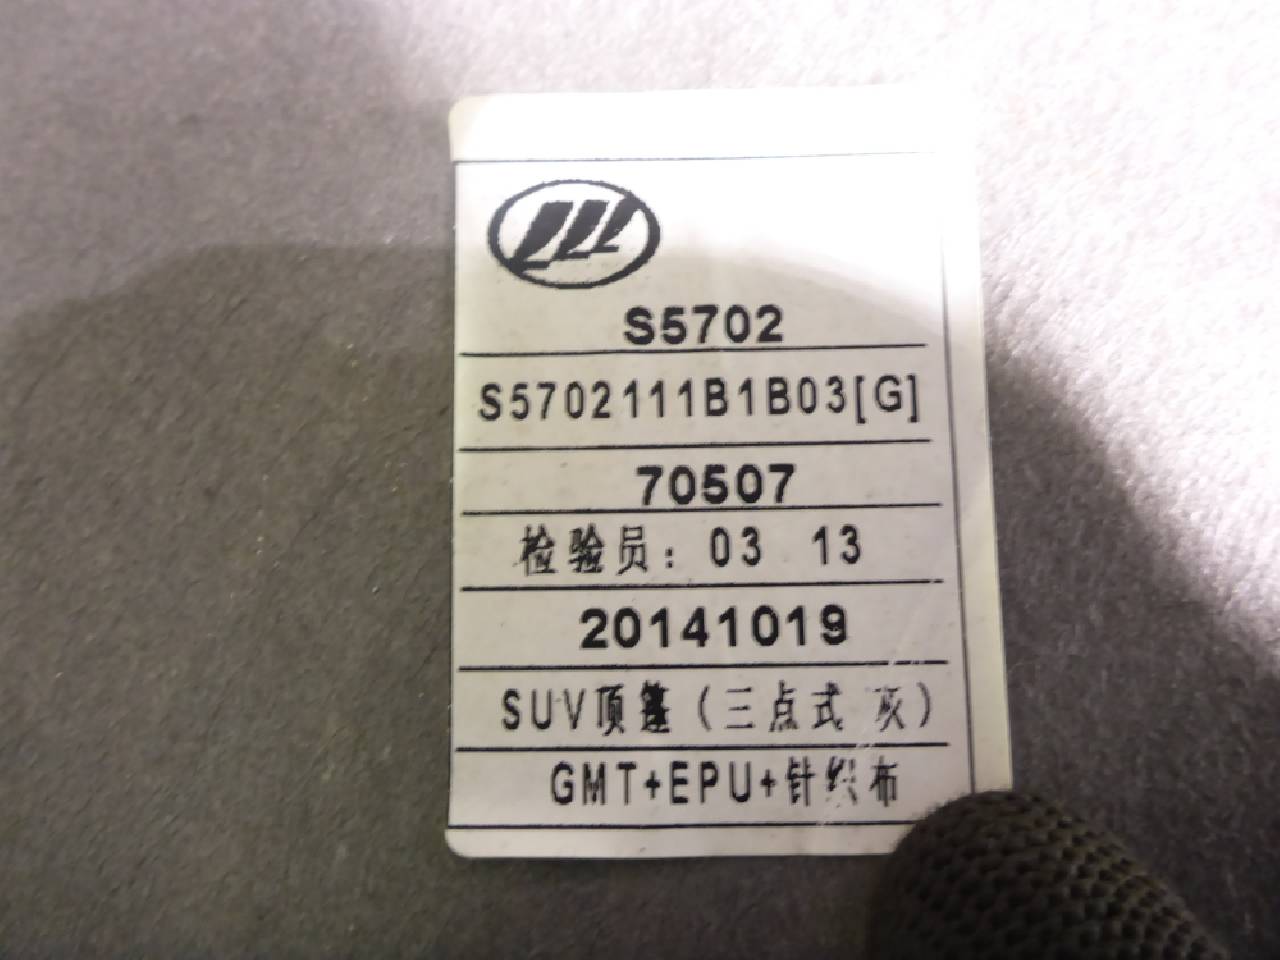 S5702
S5702111B1B03[G]
70507
检验员：03 13
20141019
SUV顶篷（三点式 灰）
GMT+EPU+针织布